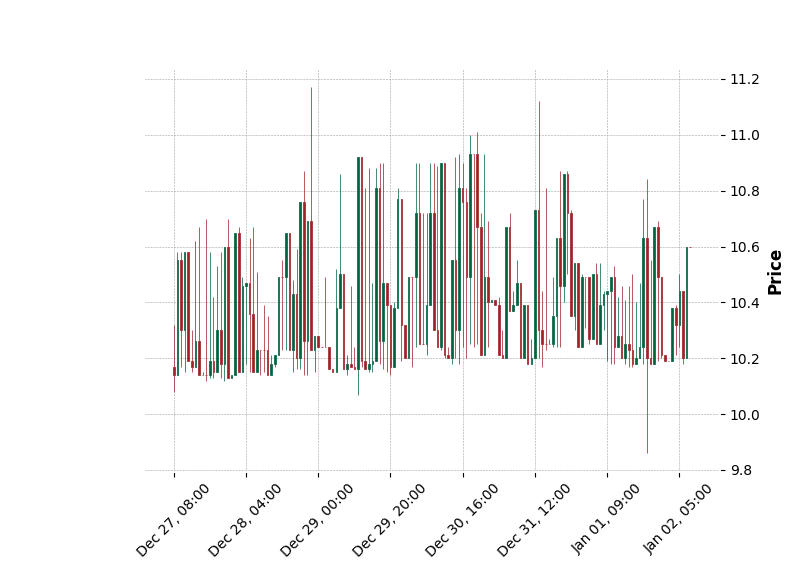 11.2
11.0
10.8
10.6
10.4
10.2
10.0
9.8
Price
Dec 27, 08:00
Dec 28, 04:00
Dec 29, 00:00
Dec 29, 20:00
Dec 30, 16:00
Dec 31, 12:00
Jan 01, 09:00
Jan 02, 05:00